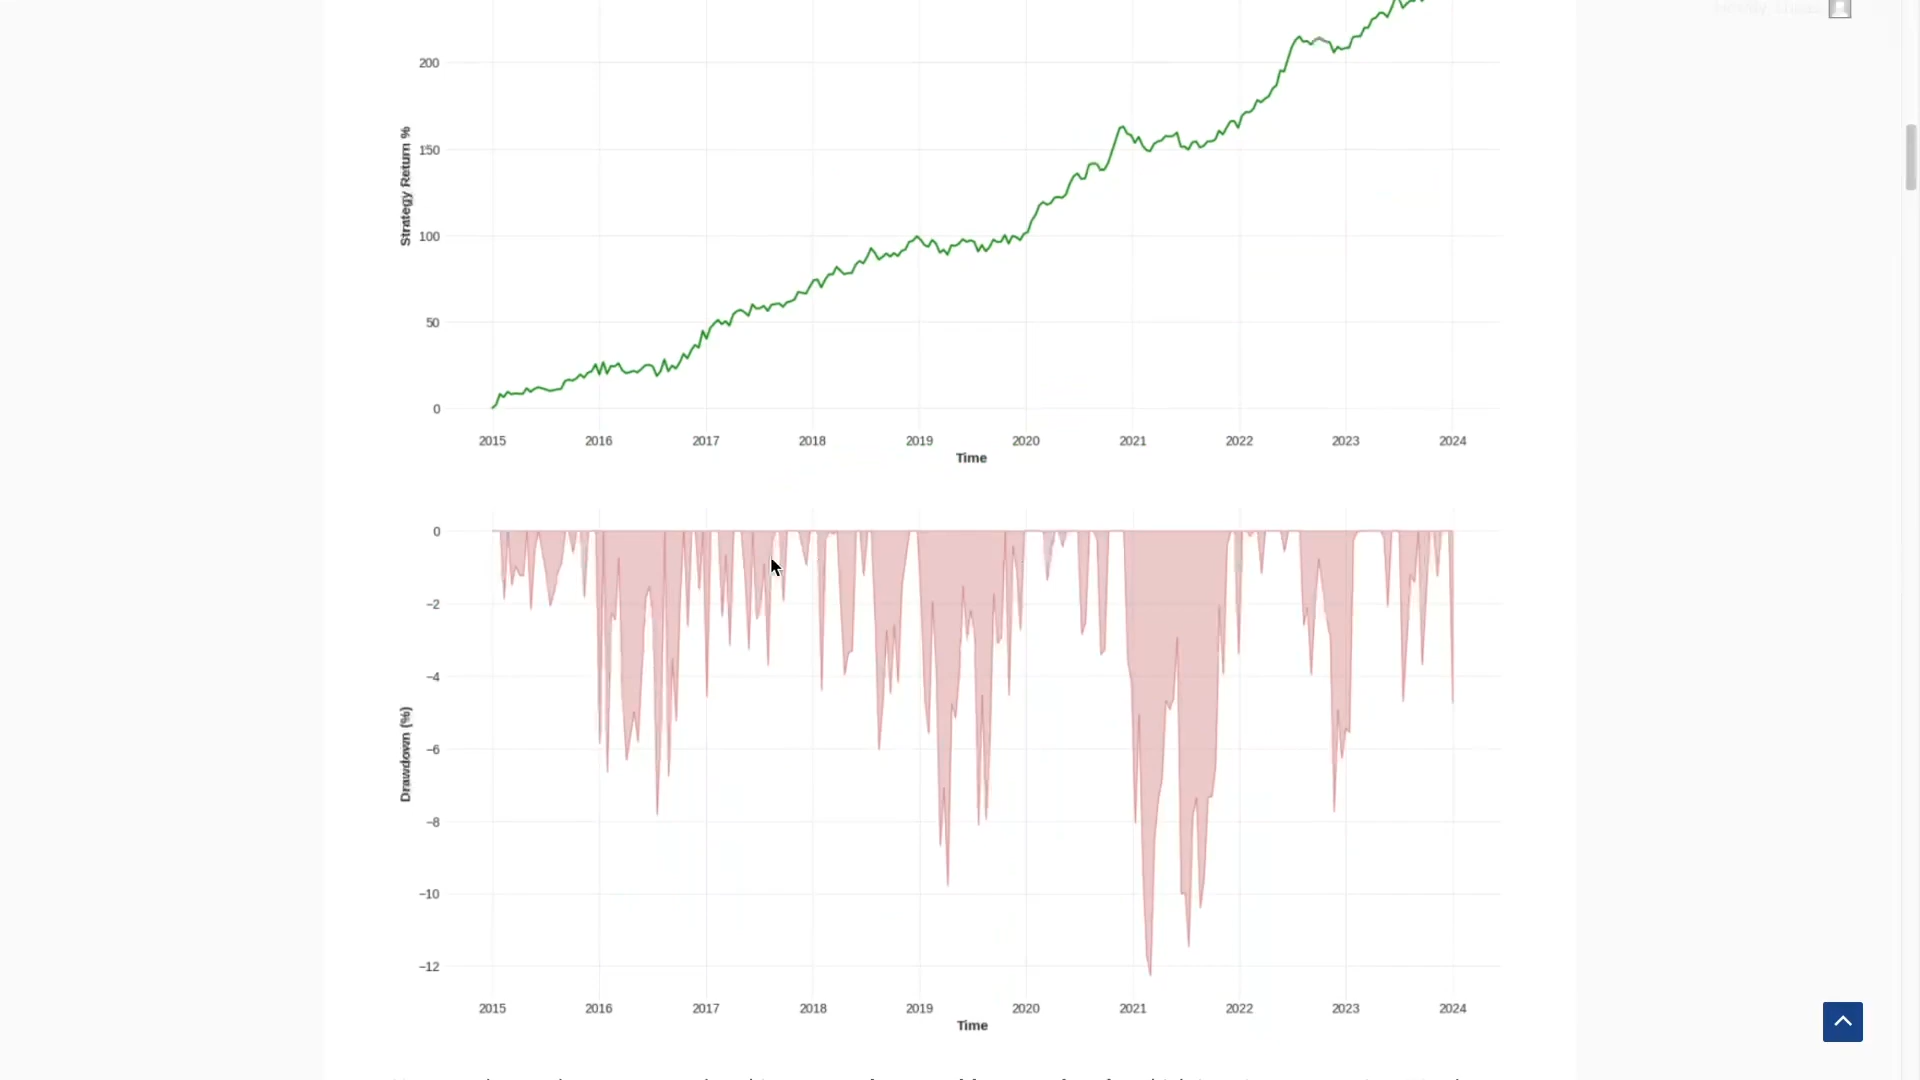 200
150
100
50
0
Strategy Return %
2015 2016 2017 2018 2019 2020 2021 2022 2023 2024
Time
0
−2
−4
−6
−8
−10
−12
Drawdown (%)
2015 2016 2017 2018 2019 2020 2021 2022 2023 2024
Time